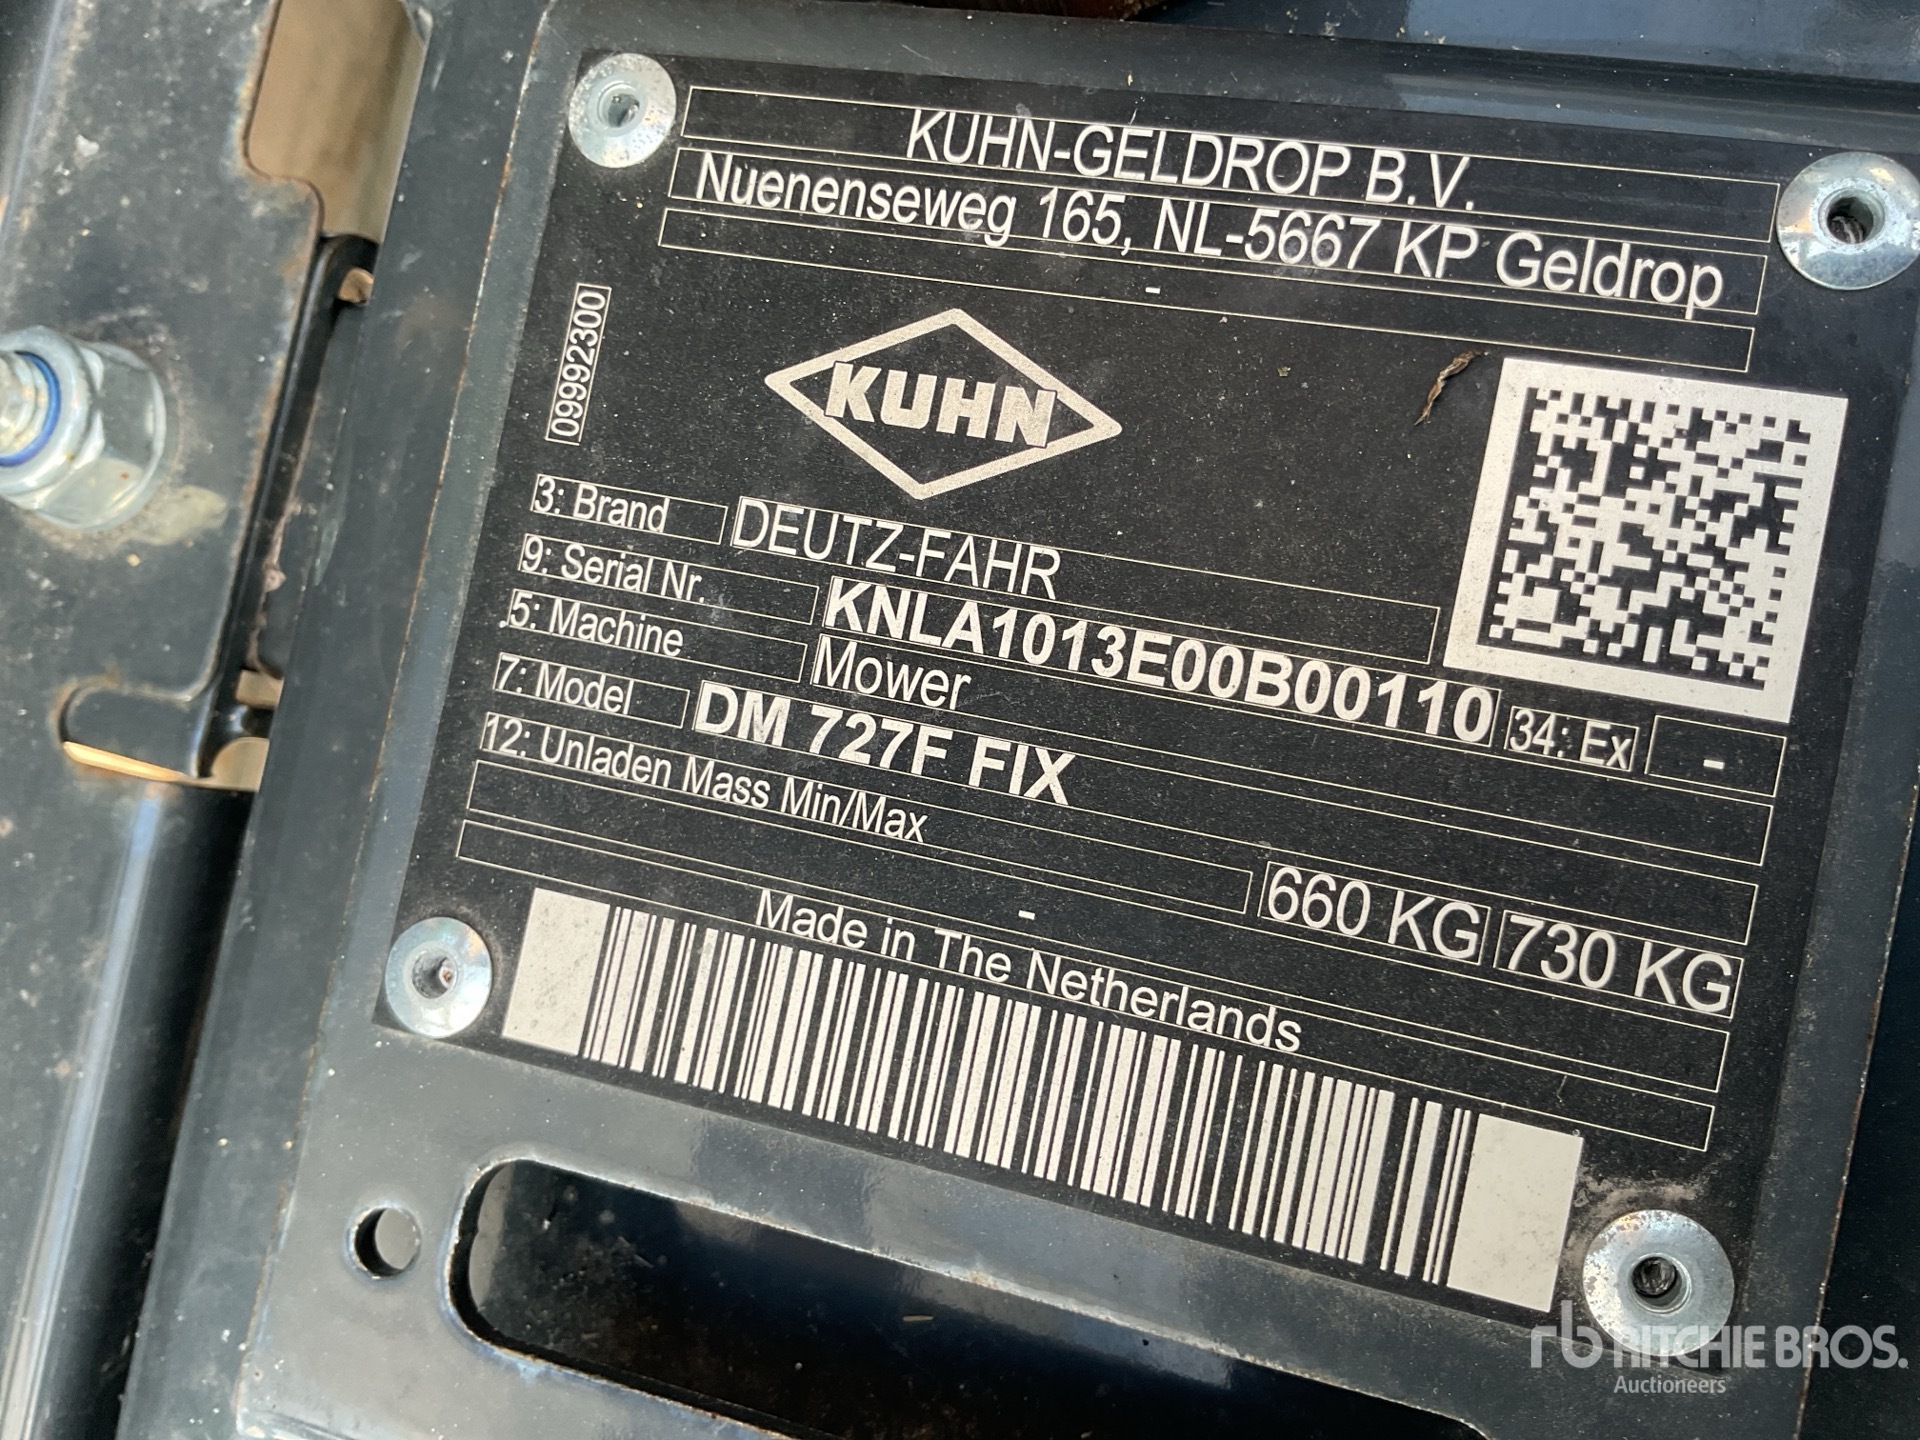 KUHN-GELDROP B.V.
Nuenenseweg 165, NL-5667 KP Geldrop
-
09992300
KUHN
3: Brand DEUTZ-FAHR
9: Serial Nr. KNLA1013E00B00110 34: Ex -
5: Machine Mower
7: Model DM 727F FIX
12: Unladen Mass Min/Max 660 KG 730 KG
-
Made in The Netherlands
rb RITCHIE BROS.
Auctioneers